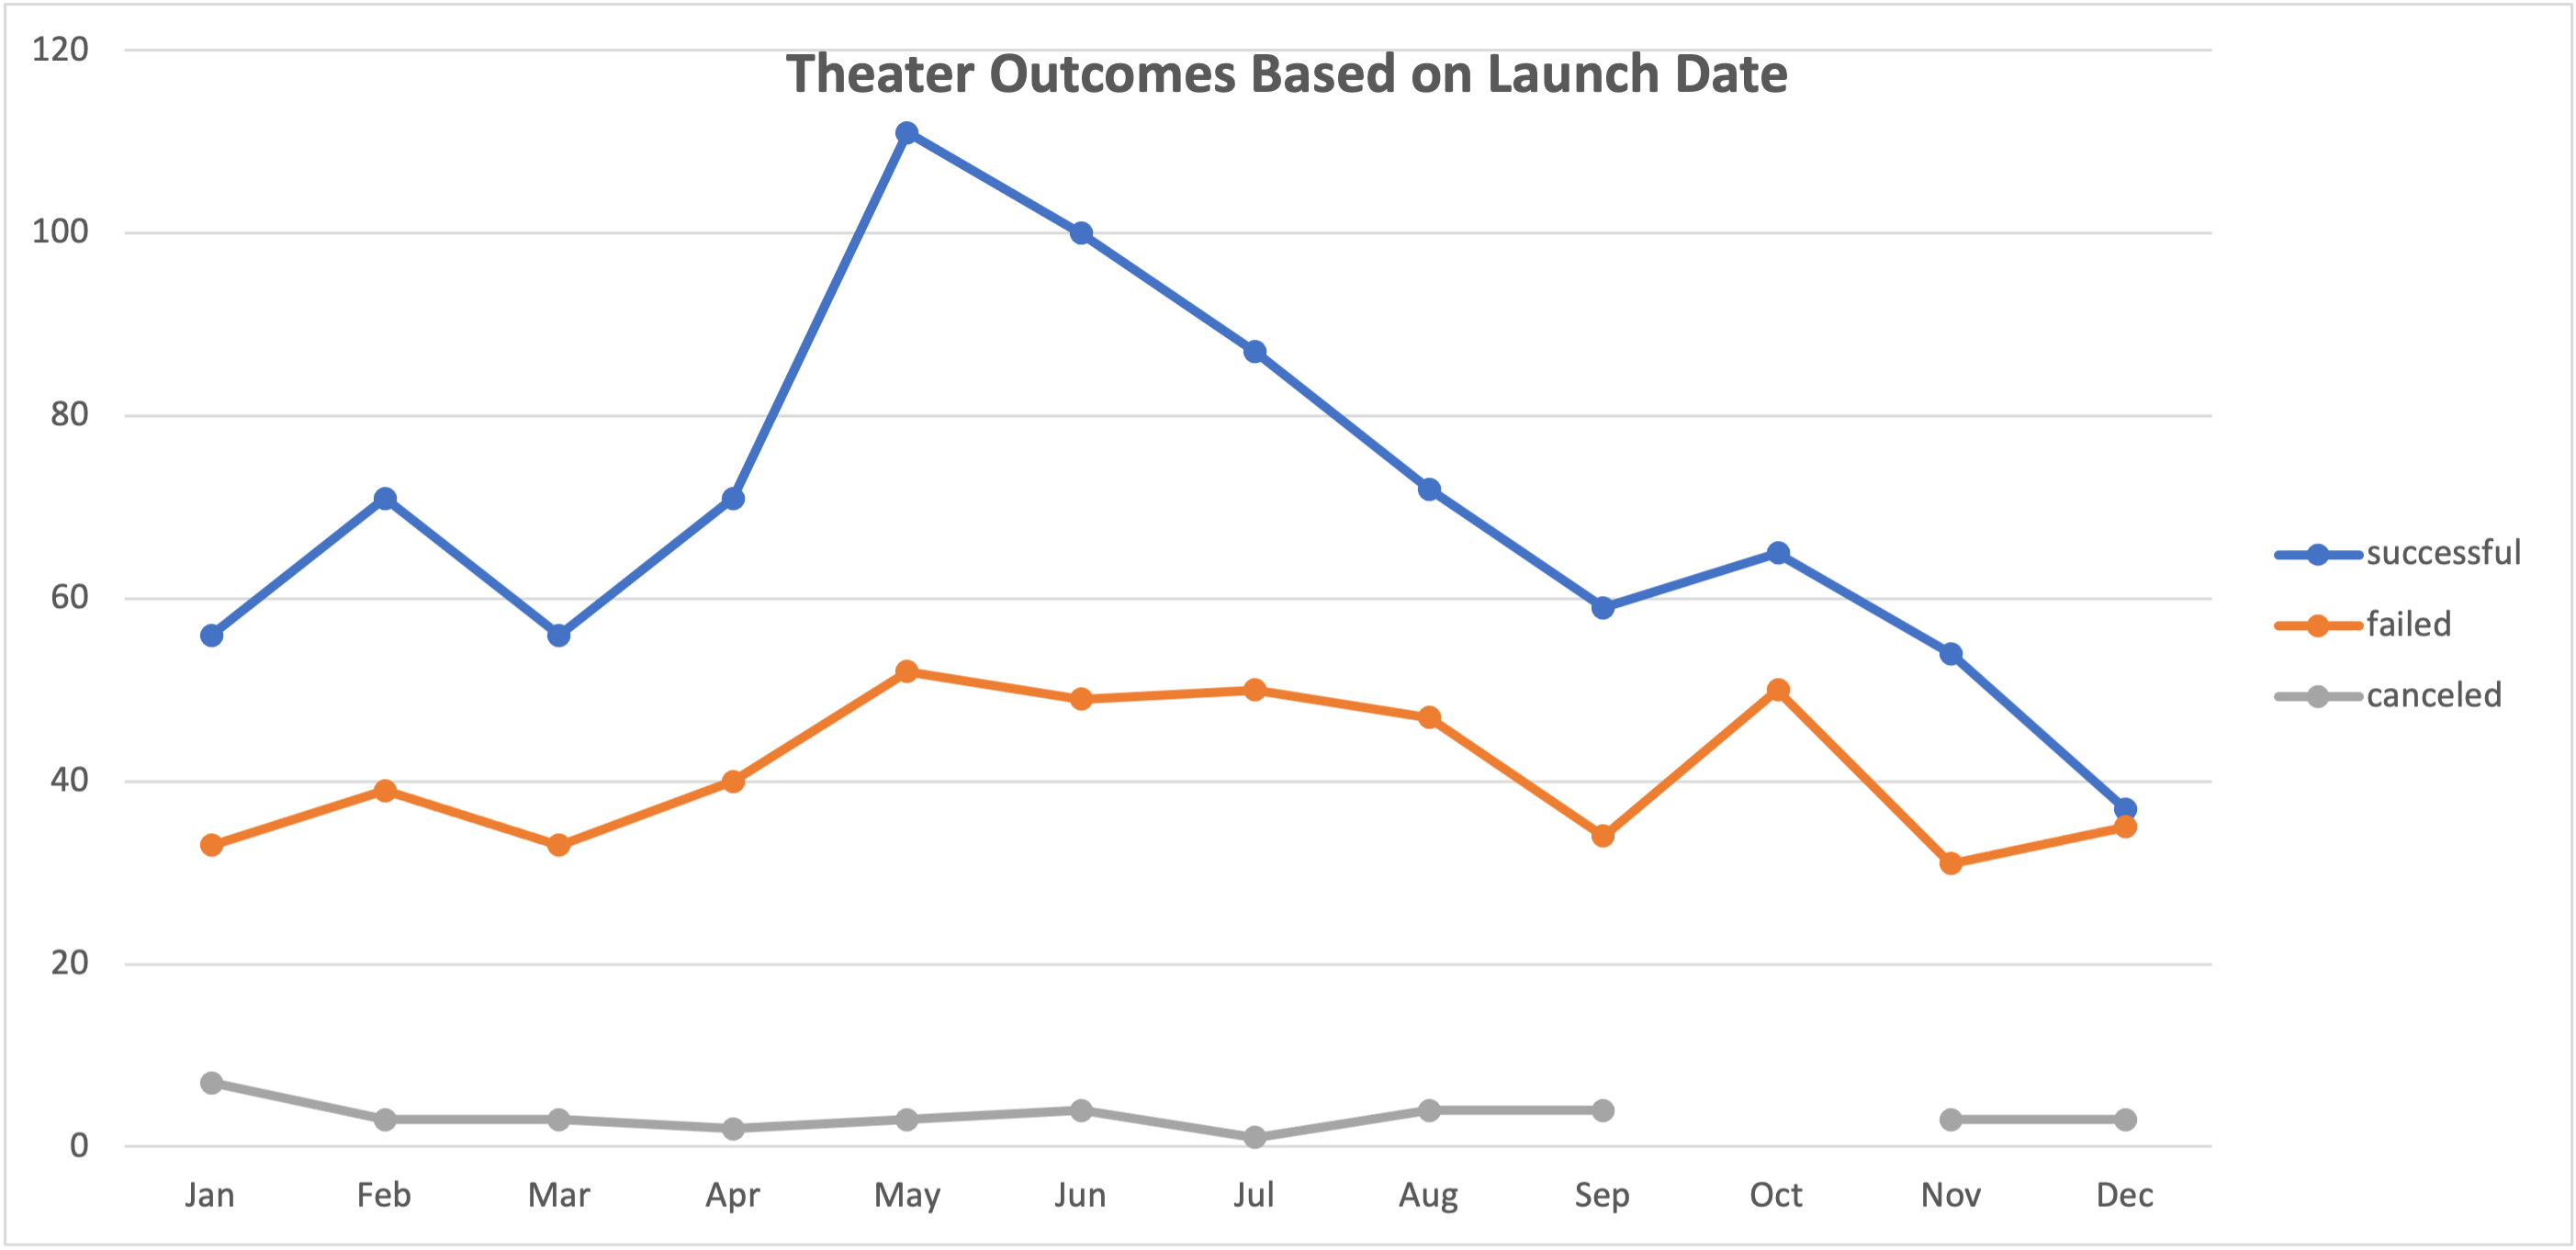 Theater Outcomes Based on Launch Date
120
100
80
60
40
20
0
Jan Feb Mar Apr May Jun Jul Aug Sep Oct Nov Dec
successful
failed
canceled